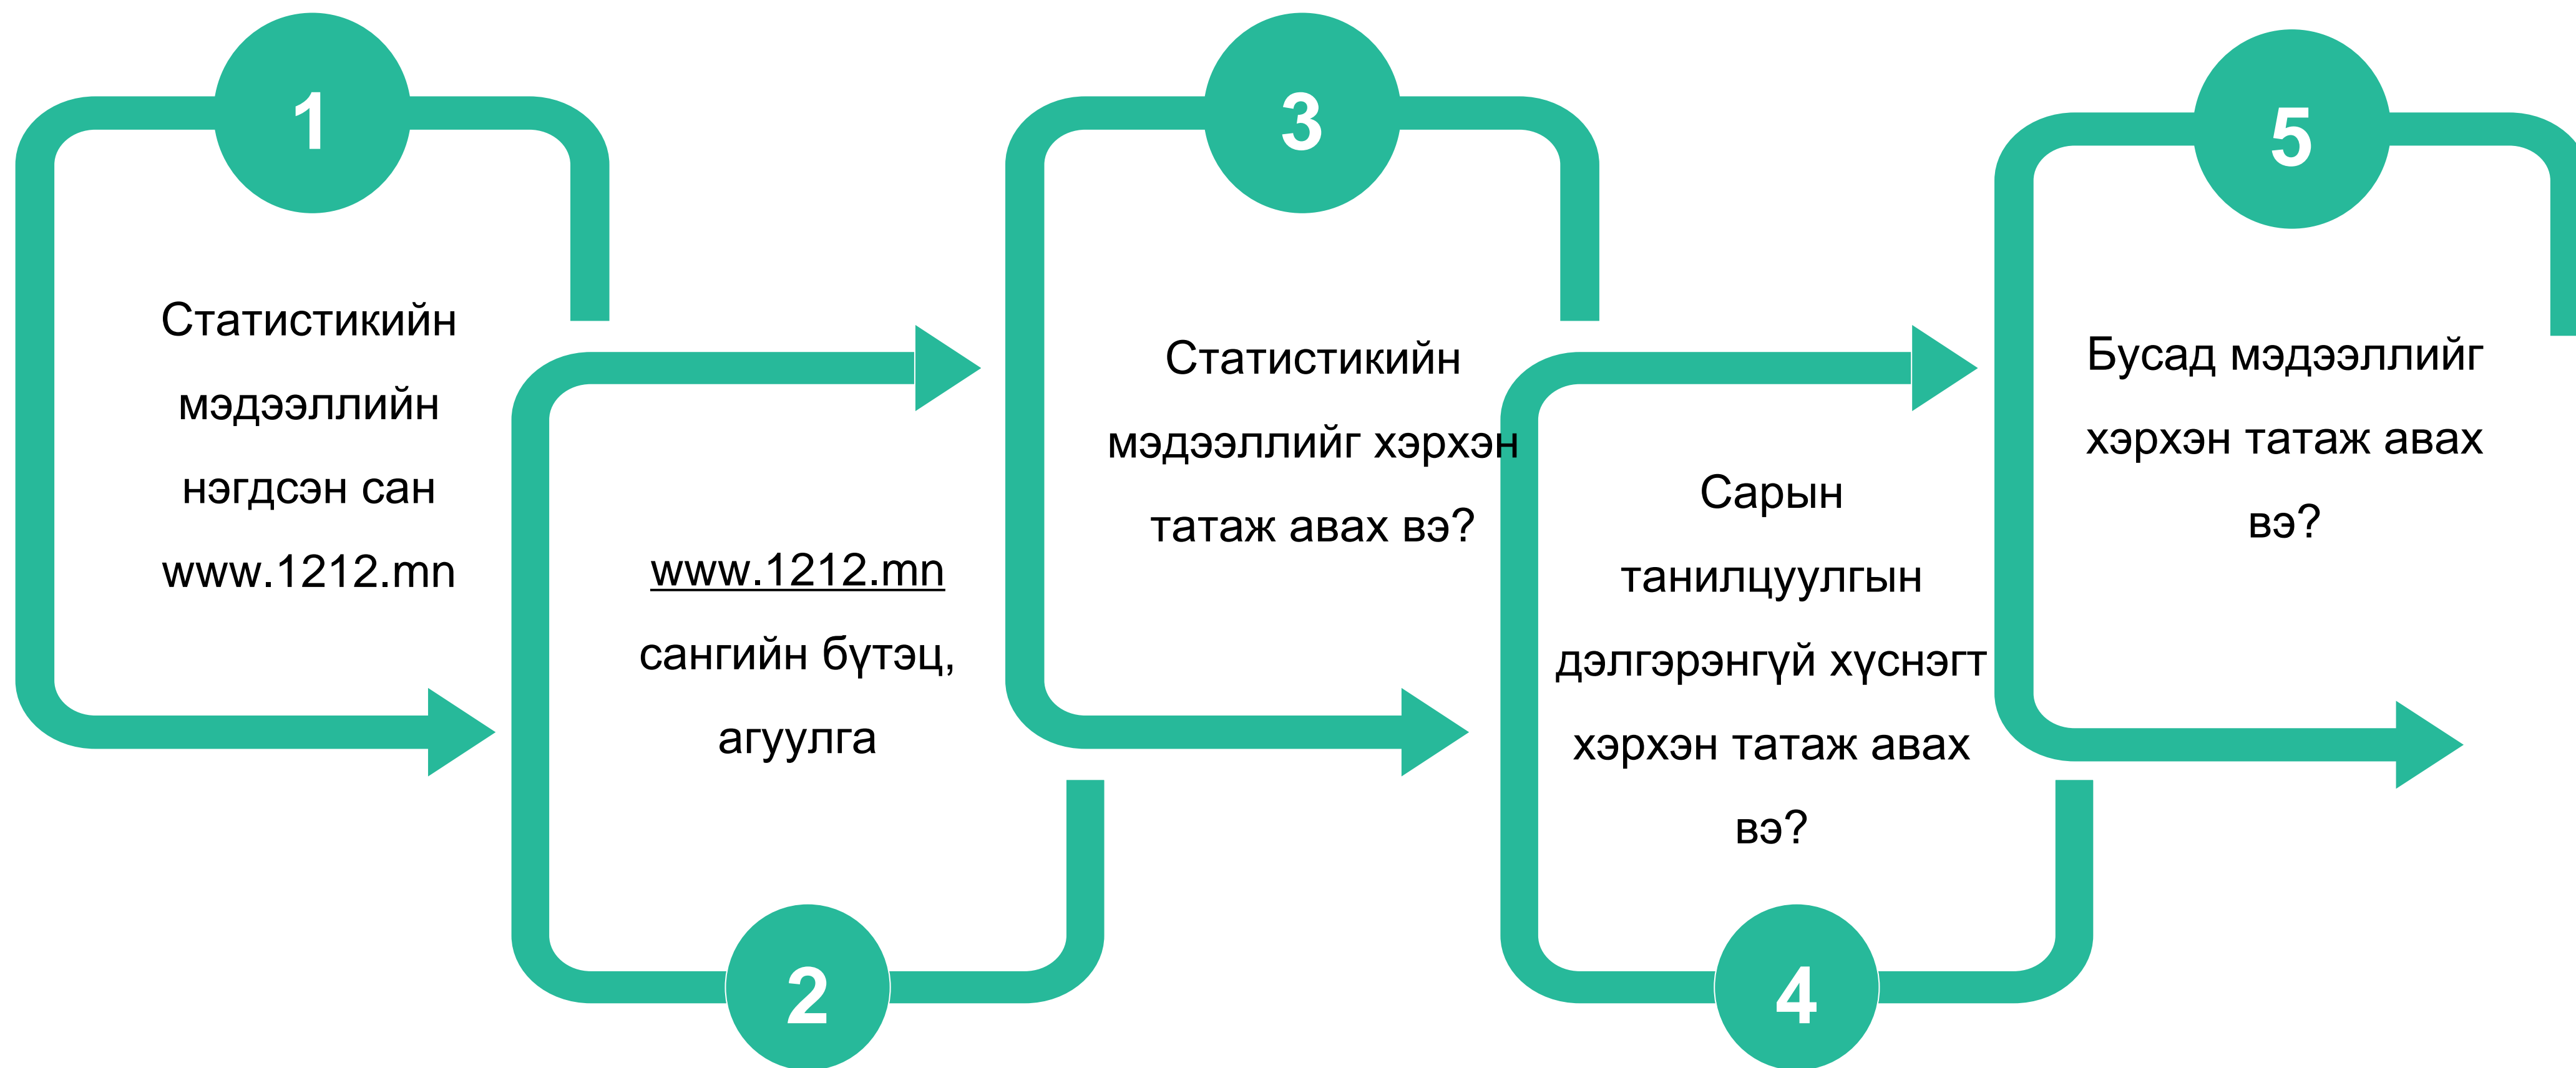 1
Статистикийн
мэдээллийн
нэгдсэн сан
www.1212.mn
2
www.1212.mn
сангийн бүтэц,
агуулга
3
Статистикийн
мэдээллийг хэрхэн
татаж авах вэ?
4
Сарын
танилцуулгын
дэлгэрэнгүй хүснэгт
хэрхэн татаж авах
вэ?
5
Бусад мэдээллийг
хэрхэн татаж авах
вэ?